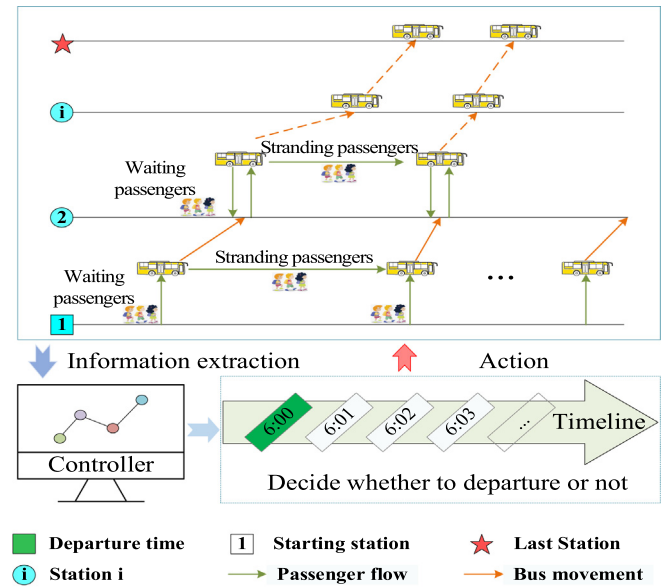 i
Stranding passengers
Waiting
passengers
2
Stranding passengers
Waiting
passengers
...
1
Information extraction
Action
6:00
6:01
6:02
6:03
...
Timeline
Controller
Decide whether to departure or not
Departure time
1 Starting station
Last Station
i Station i
Passenger flow
Bus movement